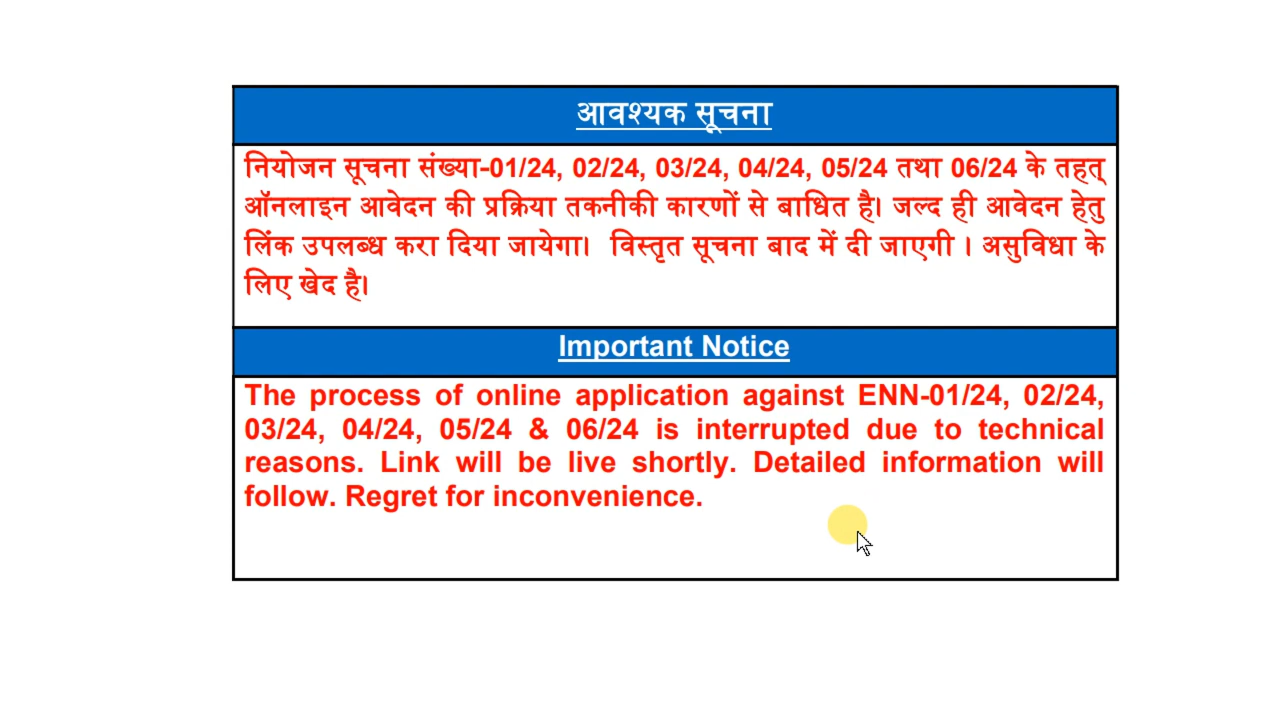 आवश्यक सूचना
नियोजन सूचना संख्या-01/24, 02/24, 03/24, 04/24, 05/24 तथा 06/24 के तहत्
ऑनलाइन आवेदन की प्रक्रिया तकनीकी कारणों से बाधित है। जल्द ही आवेदन हेतु
लिंक उपलब्ध करा दिया जायेगा। विस्तृत सूचना बाद में दी जाएगी । असुविधा के
लिए खेद है।
Important Notice
The process of online application against ENN-01/24, 02/24,
03/24, 04/24, 05/24 & 06/24 is interrupted due to technical
reasons. Link will be live shortly. Detailed information will
follow. Regret for inconvenience.